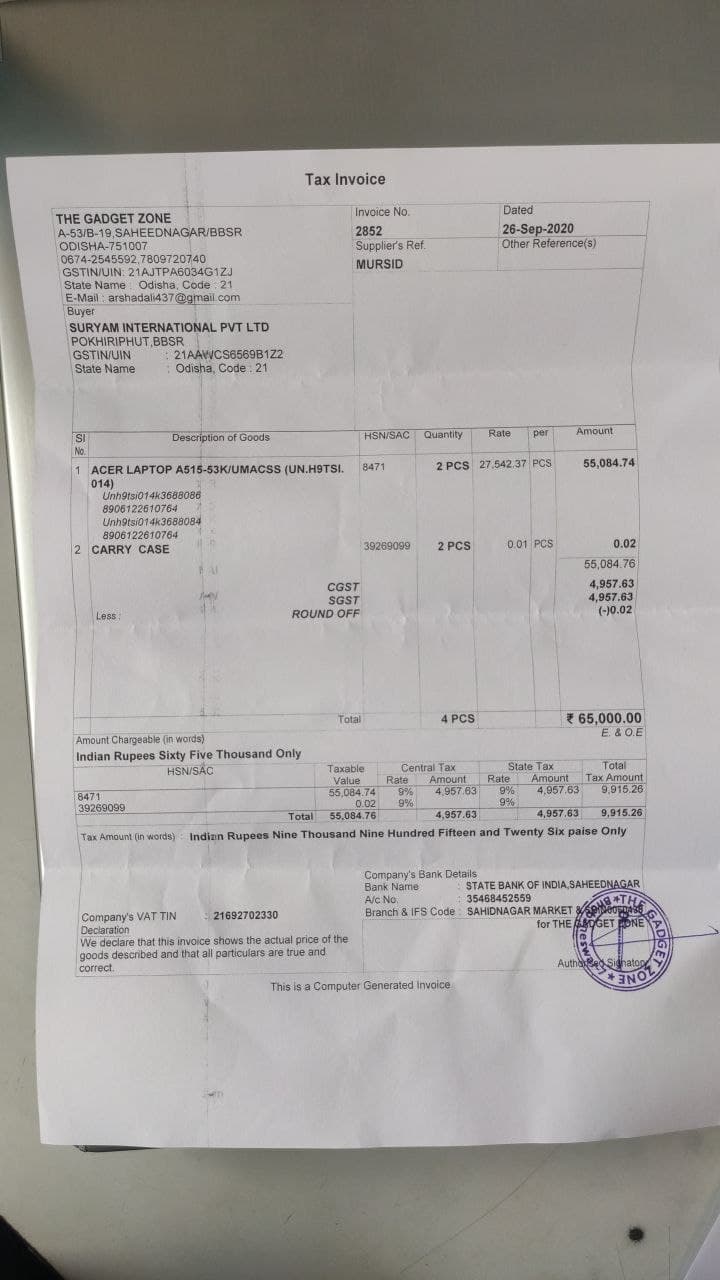 Tax Invoice
THE GADGET ZONE
A-53/B-19,SAHEEDNAGAR/BBSR
ODISHA-751007
0674-2545592,7809720740
GSTIN/UIN: 21AJTPA6034G1ZJ
State Name : Odisha, Code : 21
E-Mail : arshadali437@gmail.com
Invoice No.
2852
Dated
26-Sep-2020
Supplier's Ref.
MURSID
Other Reference(s)
Buyer
SURYAM INTERNATIONAL PVT LTD
POKHIRIPHUT,BBSR
GSTIN/UIN : 21AAWCS6569B1Z2
State Name : Odisha, Code : 21
Sl No. Description of Goods HSN/SAC Quantity Rate per Amount
1 ACER LAPTOP A515-53K/UMACSS (UN.H9TSI. 8471 2 PCS 27,542.37 PCS 55,084.74
014)
Unh9tsi014k3688086
8906122610764
Unh9tsi014k3688084
8906122610764
2 CARRY CASE 39269099 2 PCS 0.01 PCS 0.02
55,084.76
CGST 4,957.63
SGST 4,957.63
Less : ROUND OFF (-)0.02
Total 4 PCS ₹ 65,000.00
Amount Chargeable (in words) E. & O.E
Indian Rupees Sixty Five Thousand Only
HSN/SAC Taxable Central Tax State Tax Total
Value Rate Amount Rate Amount Tax Amount
8471 55,084.74 9% 4,957.63 9% 4,957.63 9,915.26
39269099 0.02 9% 9%
Total 55,084.76 4,957.63 4,957.63 9,915.26
Tax Amount (in words) : Indian Rupees Nine Thousand Nine Hundred Fifteen and Twenty Six paise Only
Company's Bank Details
Bank Name : STATE BANK OF INDIA,SAHEEDNAGAR
A/c No. : 35468452559
Branch & IFS Code : SAHIDNAGAR MARKET &
Company's VAT TIN : 21692702330
Declaration
We declare that this invoice shows the actual price of the
goods described and that all particulars are true and
correct.
for THE GADGET ZONE
Authorised Signatory
THE GADGET ZONE
This is a Computer Generated Invoice